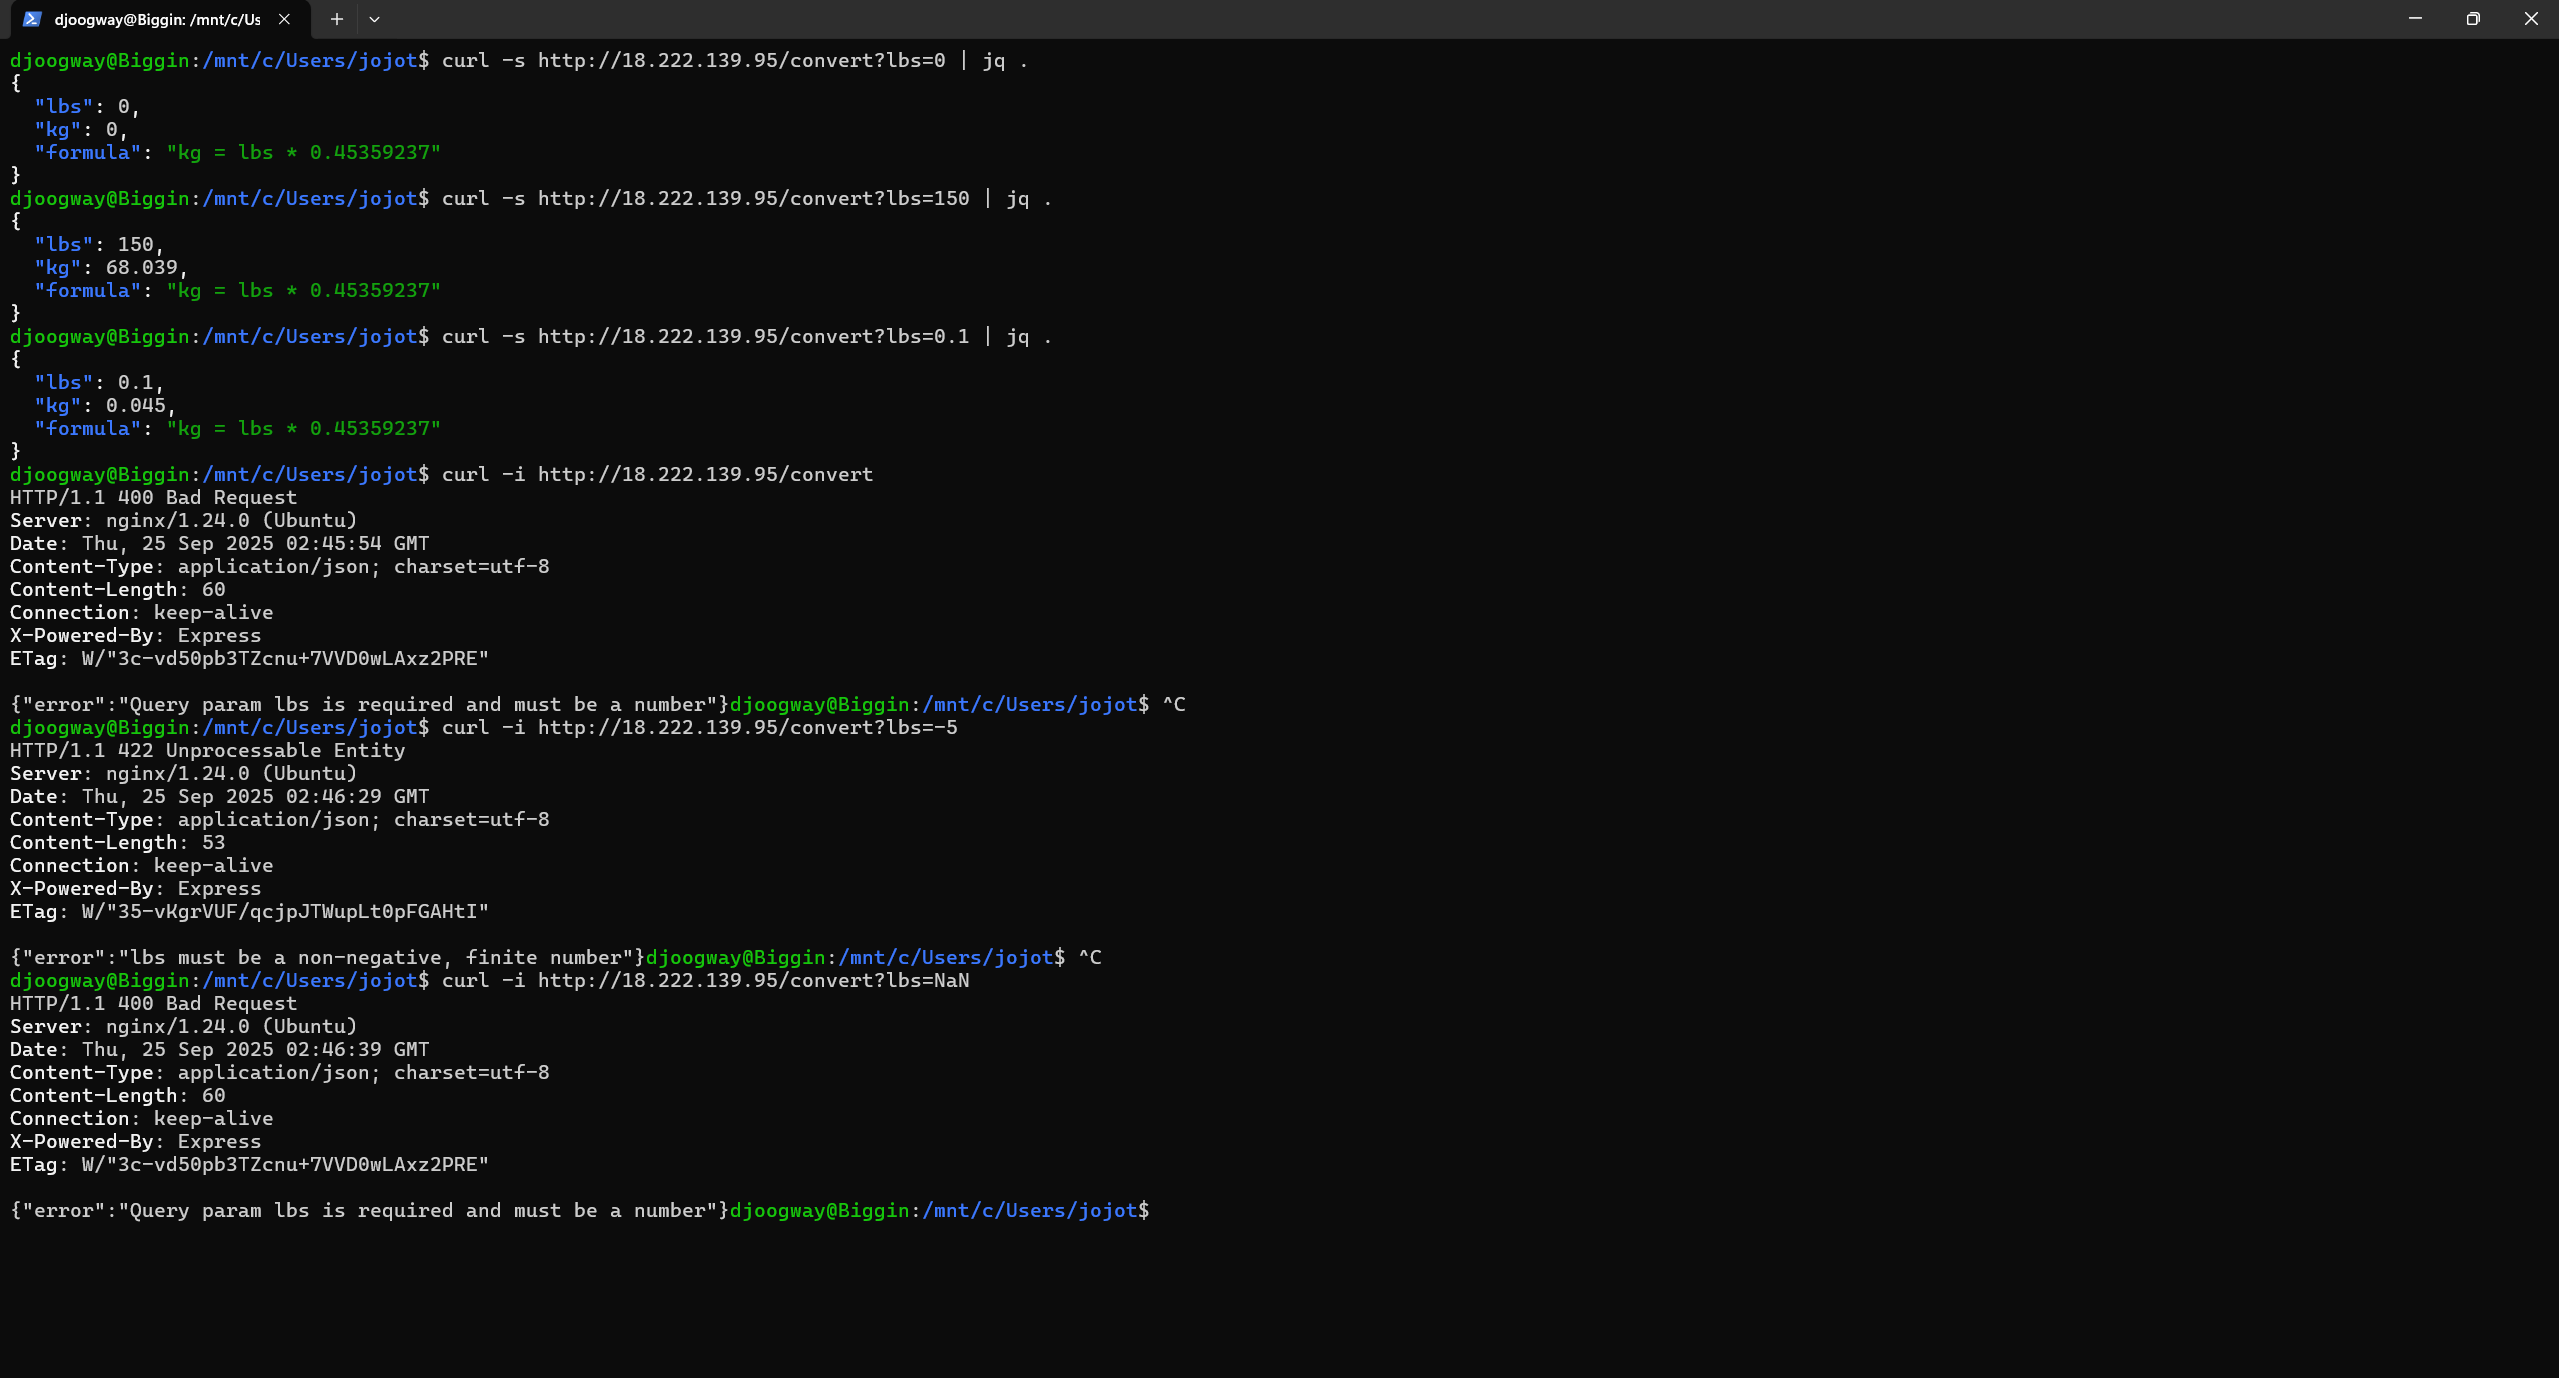 djoogway@Biggin: /mnt/c/Us
djoogway@Biggin:/mnt/c/Users/jojot$ curl -s http://18.222.139.95/convert?lbs=0 | jq .
{
  "lbs": 0,
  "kg": 0,
  "formula": "kg = lbs * 0.45359237"
}
djoogway@Biggin:/mnt/c/Users/jojot$ curl -s http://18.222.139.95/convert?lbs=150 | jq .
{
  "lbs": 150,
  "kg": 68.039,
  "formula": "kg = lbs * 0.45359237"
}
djoogway@Biggin:/mnt/c/Users/jojot$ curl -s http://18.222.139.95/convert?lbs=0.1 | jq .
{
  "lbs": 0.1,
  "kg": 0.045,
  "formula": "kg = lbs * 0.45359237"
}
djoogway@Biggin:/mnt/c/Users/jojot$ curl -i http://18.222.139.95/convert
HTTP/1.1 400 Bad Request
Server: nginx/1.24.0 (Ubuntu)
Date: Thu, 25 Sep 2025 02:45:54 GMT
Content-Type: application/json; charset=utf-8
Content-Length: 60
Connection: keep-alive
X-Powered-By: Express
ETag: W/"3c-vd50pb3TZcnu+7VVD0wLAxz2PRE"

{"error":"Query param lbs is required and must be a number"}djoogway@Biggin:/mnt/c/Users/jojot$ ^C
djoogway@Biggin:/mnt/c/Users/jojot$ curl -i http://18.222.139.95/convert?lbs=-5
HTTP/1.1 422 Unprocessable Entity
Server: nginx/1.24.0 (Ubuntu)
Date: Thu, 25 Sep 2025 02:46:29 GMT
Content-Type: application/json; charset=utf-8
Content-Length: 53
Connection: keep-alive
X-Powered-By: Express
ETag: W/"35-vKgrVUF/qcjpJTWupLt0pFGAHtI"

{"error":"lbs must be a non-negative, finite number"}djoogway@Biggin:/mnt/c/Users/jojot$ ^C
djoogway@Biggin:/mnt/c/Users/jojot$ curl -i http://18.222.139.95/convert?lbs=NaN
HTTP/1.1 400 Bad Request
Server: nginx/1.24.0 (Ubuntu)
Date: Thu, 25 Sep 2025 02:46:39 GMT
Content-Type: application/json; charset=utf-8
Content-Length: 60
Connection: keep-alive
X-Powered-By: Express
ETag: W/"3c-vd50pb3TZcnu+7VVD0wLAxz2PRE"

{"error":"Query param lbs is required and must be a number"}djoogway@Biggin:/mnt/c/Users/jojot$